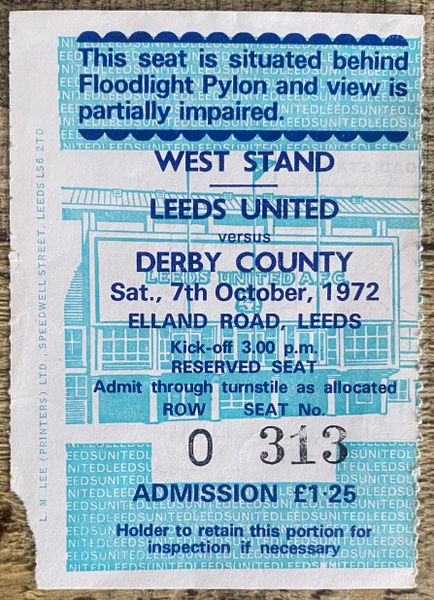 This seat is situated behind
Floodlight Pylon and view is
partially impaired.
WEST STAND
LEEDS UNITED
versus
DERBY COUNTY
LEEDS UNITED A.F.C.
Sat., 7th October, 1972
ELLAND ROAD, LEEDS
Kick-off 3.00 p.m.
RESERVED SEAT
Admit through turnstile as allocated
ROW SEAT No.
O 313
ADMISSION £1·25
Holder to retain this portion for
inspection if necessary
L. M LEE (PRINTERS) LTD., SPEEDWELL STREET, LEEDS LS6 2TD